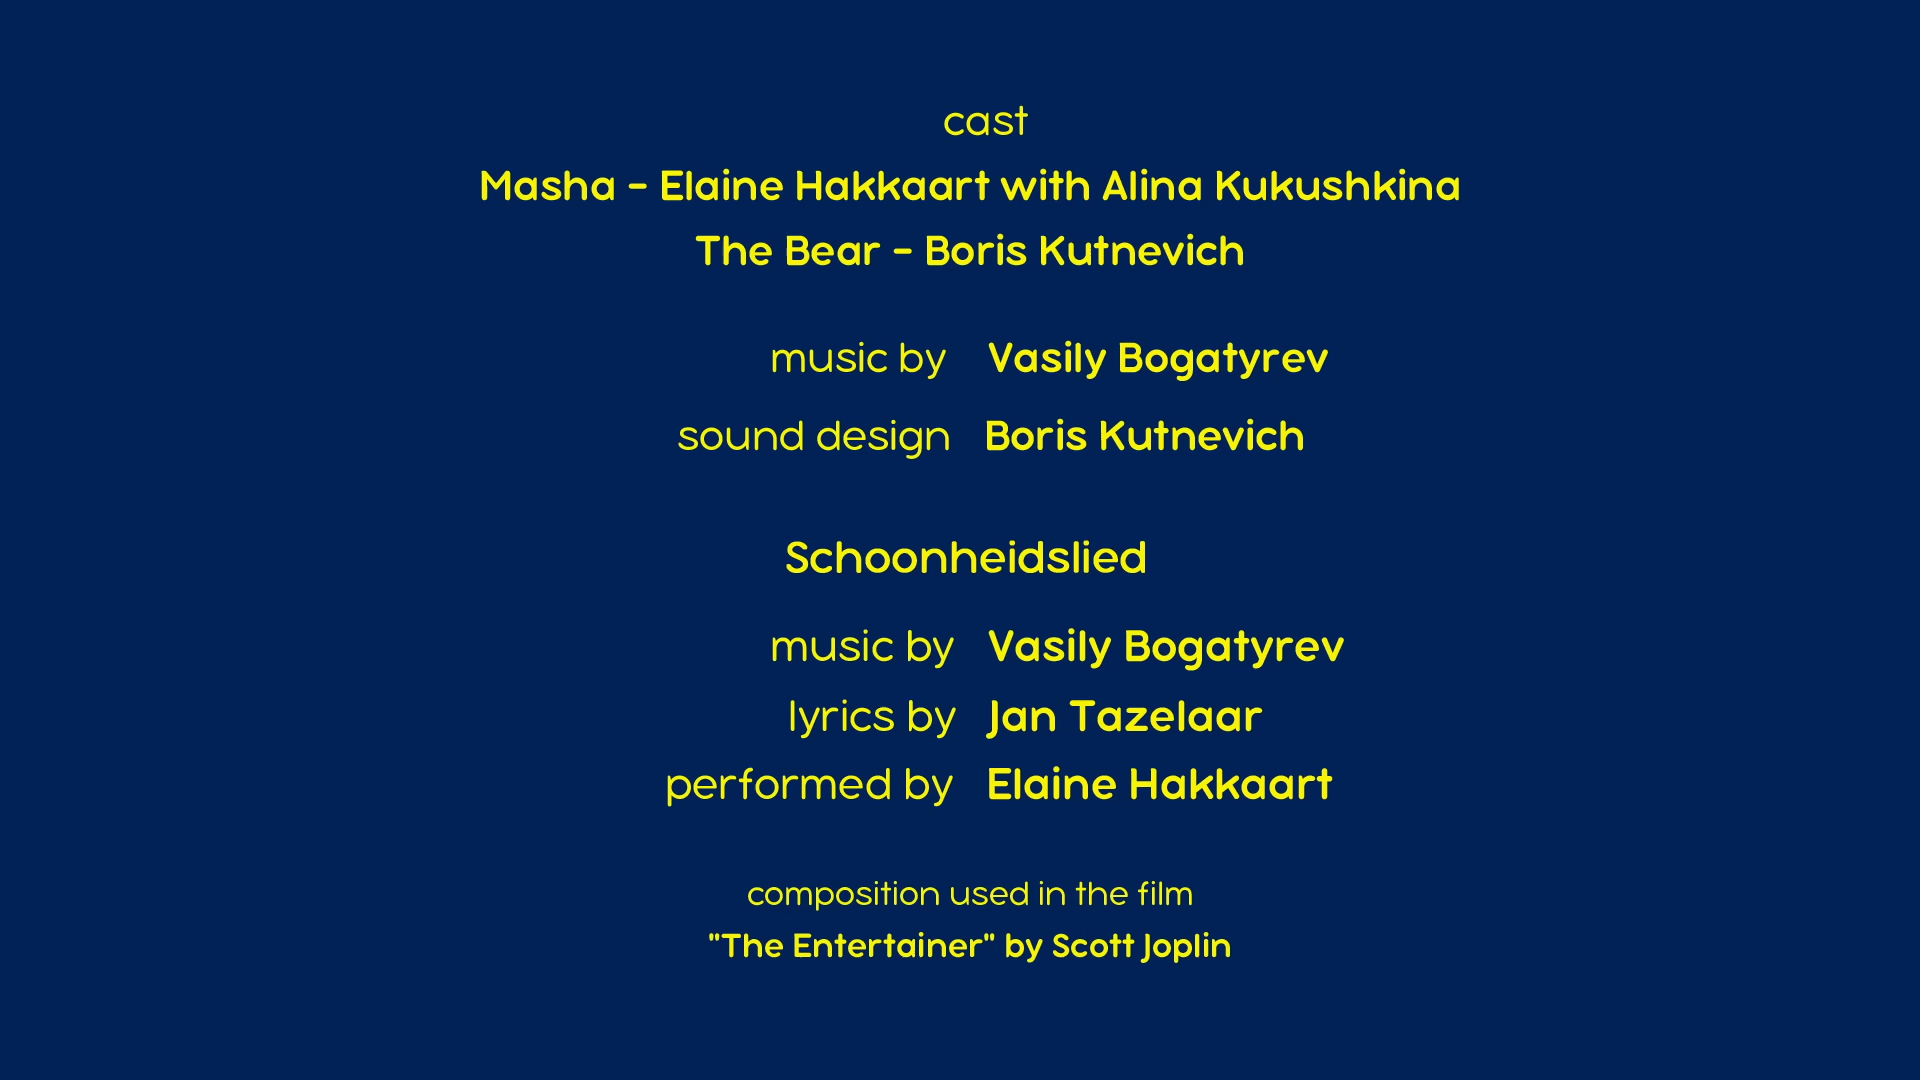 cast
Masha - Elaine Hakkaart with Alina Kukushkina
The Bear - Boris Kutnevich
music by Vasily Bogatyrev
sound design Boris Kutnevich
Schoonheidslied
music by Vasily Bogatyrev
lyrics by Jan Tazelaar
performed by Elaine Hakkaart
composition used in the film
"The Entertainer" by Scott Joplin